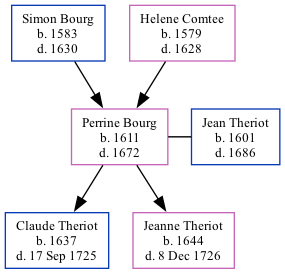 Simon Bourg
b. 1583
d. 1630
Helene Comtee
b. 1579
d. 1628
Perrine Bourg
b. 1611
d. 1672
Jean Theriot
b. 1601
d. 1686
Claude Theriot
b. 1637
d. 17 Sep 1725
Jeanne Theriot
b. 1644
d. 8 Dec 1726